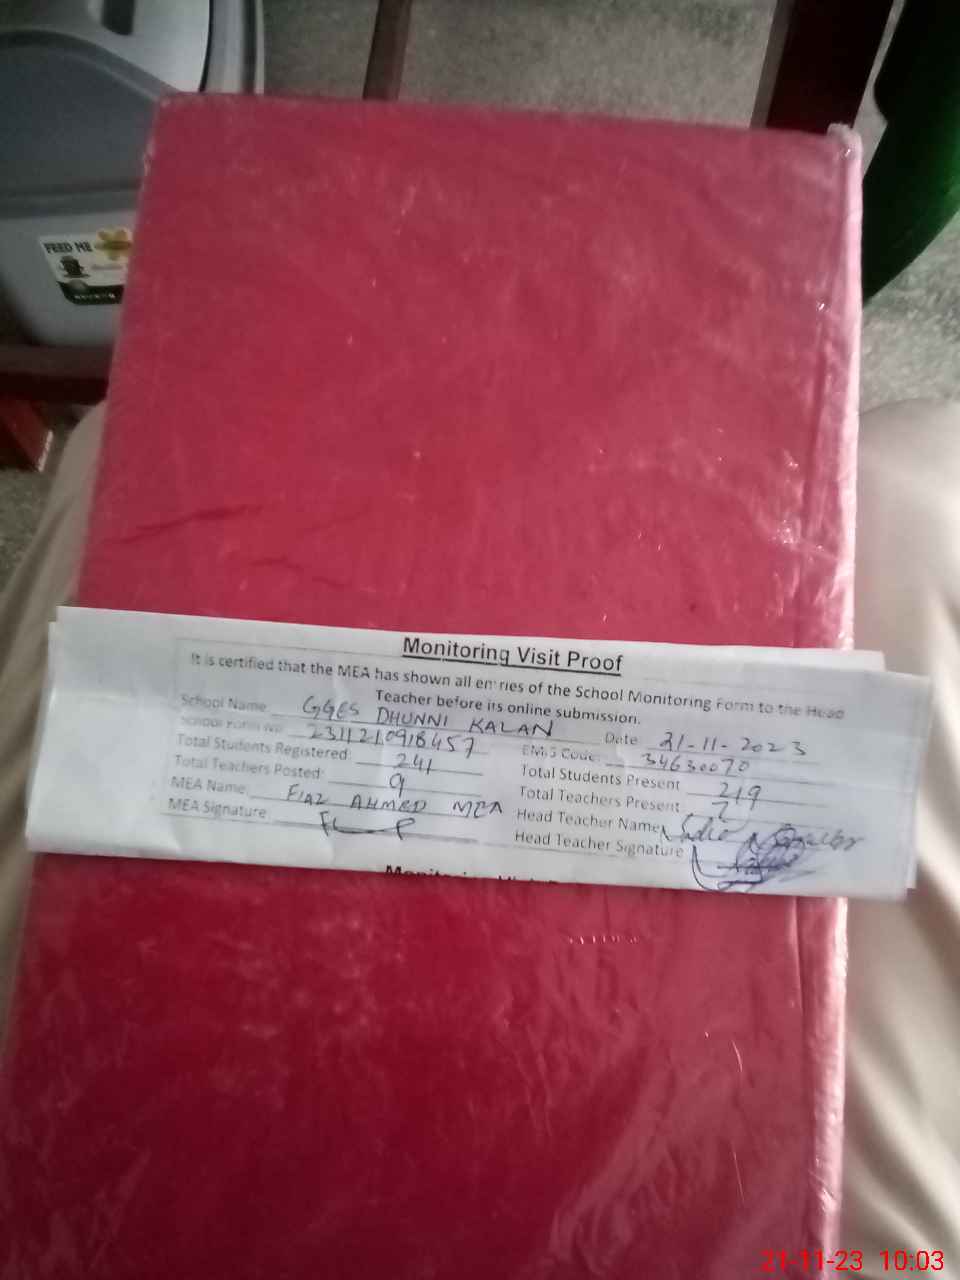 FEED ME
Monitoring Visit Proof
It is certified that the MEA has shown all entries of the School Monitoring Form to the Head
Teacher before its online submission.
School Name GGES DHUNNI KALAN Date 21-11-2023
School Form No 2311210918457 EMIS Code: 34630070
Total Students Registered: 241 Total Students Present 219
Total Teachers Posted: 9 Total Teachers Present 7
MEA Name: FIAZ AHMED MEA Head Teacher Name
MEA Signature Head Teacher Signature
21-11-23 10:03